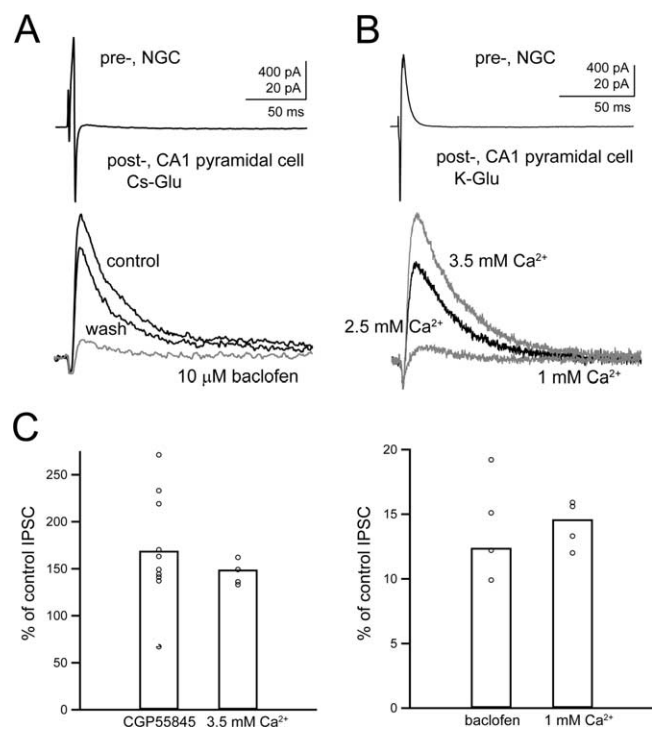 A
pre-, NGC
400 pA
20 pA
50 ms
post-, CA1 pyramidal cell
Cs-Glu
control
wash
10 μM baclofen
B
pre-, NGC
400 pA
20 pA
50 ms
post-, CA1 pyramidal cell
K-Glu
3.5 mM Ca²⁺
2.5 mM Ca²⁺
1 mM Ca²⁺
C
% of control IPSC
250
200
150
100
50
0
CGP55845
3.5 mM Ca²⁺
% of control IPSC
20
15
10
5
0
baclofen
1 mM Ca²⁺